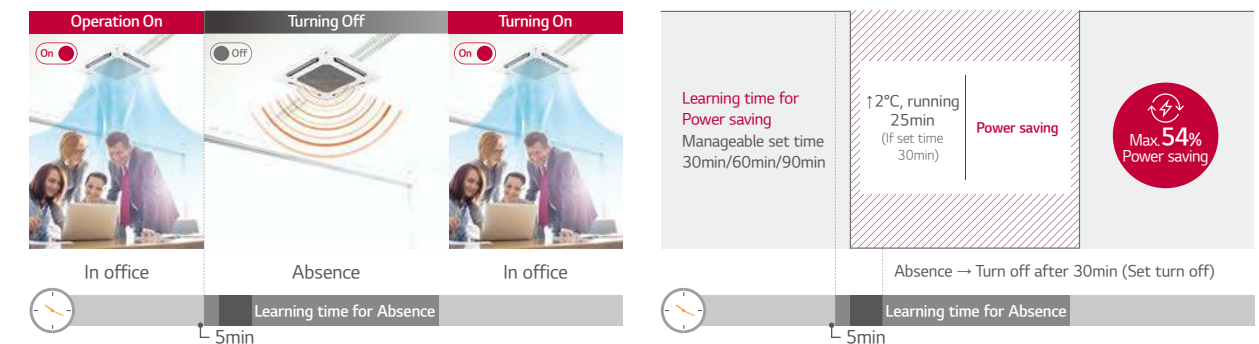 Operation On
Turning Off
Turning On
On
Off
On
In office
Absence
In office
Learning time for Absence
5min
Learning time for
Power saving
Manageable set time
30min/60min/90min
↑2°C, running
25min
(If set time
30min)
Power saving
Max.54%
Power saving
Absence → Turn off after 30min (Set turn off)
Learning time for Absence
5min